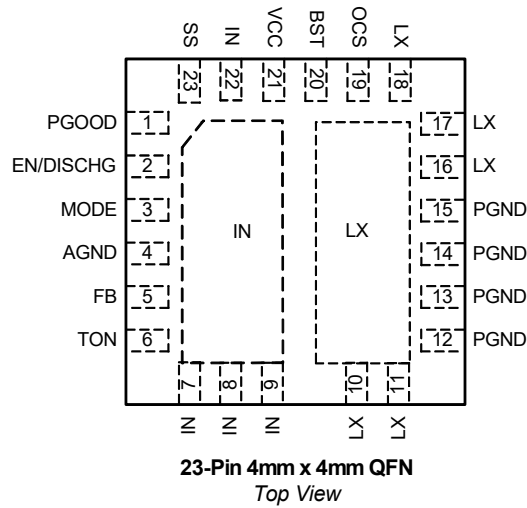 SS IN VCC BST OCS LX
23 22 21 20 19 18
PGOOD 1 17 LX
EN/DISCHG 2 16 LX
MODE 3 15 PGND
AGND 4 IN LX 14 PGND
FB 5 13 PGND
TON 6 12 PGND
7 8 9 10 11
IN IN IN LX LX
23-Pin 4mm x 4mm QFN
Top View